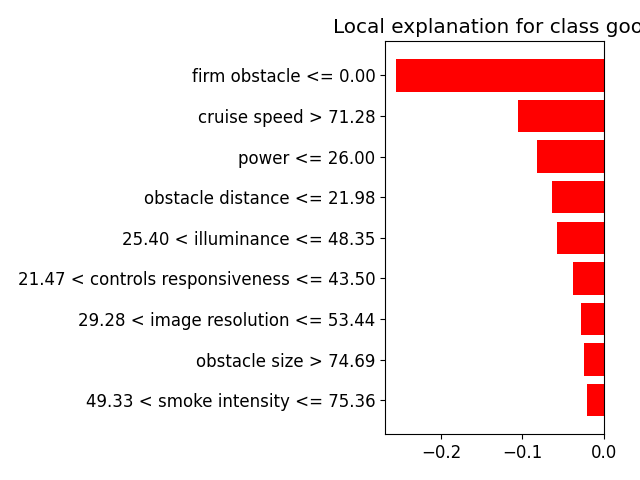 Local explanation for class goo
firm obstacle <= 0.00
cruise speed > 71.28
power <= 26.00
obstacle distance <= 21.98
25.40 < illuminance <= 48.35
21.47 < controls responsiveness <= 43.50
29.28 < image resolution <= 53.44
obstacle size > 74.69
49.33 < smoke intensity <= 75.36
−0.2 −0.1 0.0